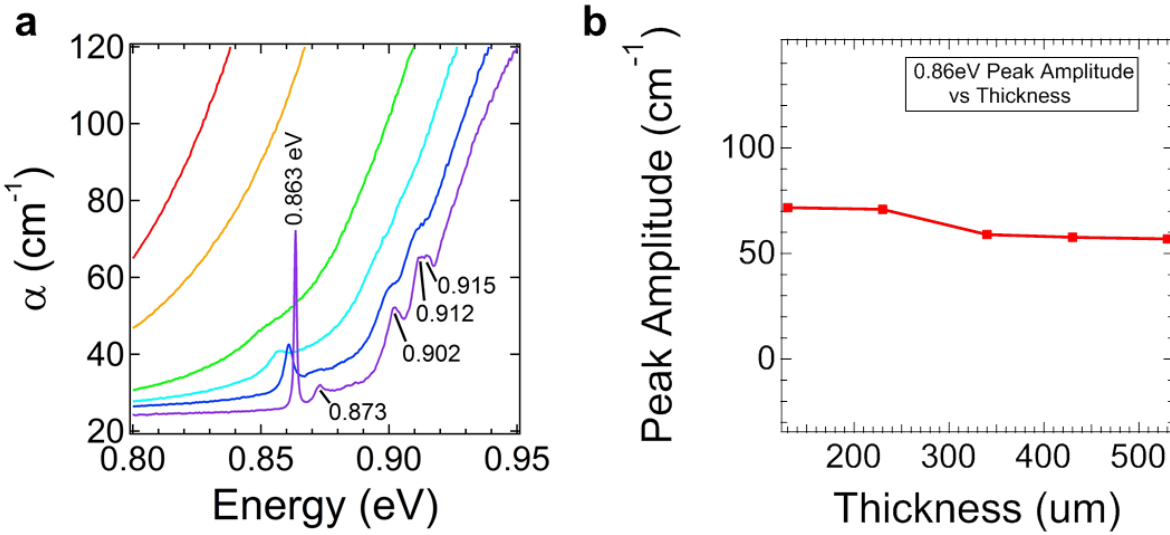 a
α (cm⁻¹)
120
100
80
60
40
20
0.863 eV
0.915
0.912
0.902
0.873
0.80
0.85
0.90
0.95
Energy (eV)
b
Peak Amplitude (cm⁻¹)
0.86eV Peak Amplitude
vs Thickness
100
50
0
200
300
400
500
Thickness (um)